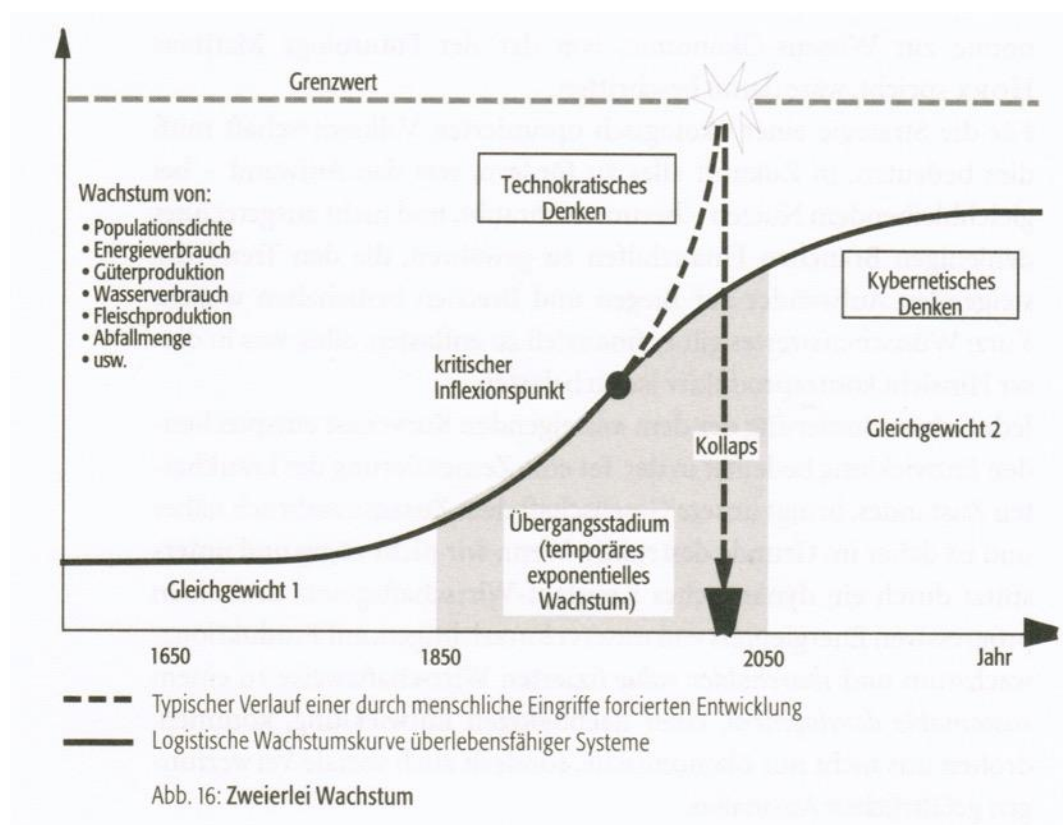 Grenzwert
Technokratisches
Denken
Wachstum von:
• Populationsdichte
• Energieverbrauch
• Güterproduktion
• Wasserverbrauch
• Fleischproduktion
• Abfallmenge
• usw.
Kybernetisches
Denken
kritischer
Inflexionspunkt
Gleichgewicht 2
Kollaps
Übergangsstadium
(temporäres
exponentielles
Wachstum)
Gleichgewicht 1
1650 1850 2050 Jahr
Typischer Verlauf einer durch menschliche Eingriffe forcierten Entwicklung
Logistische Wachstumskurve überlebensfähiger Systeme
Abb. 16: Zweierlei Wachstum